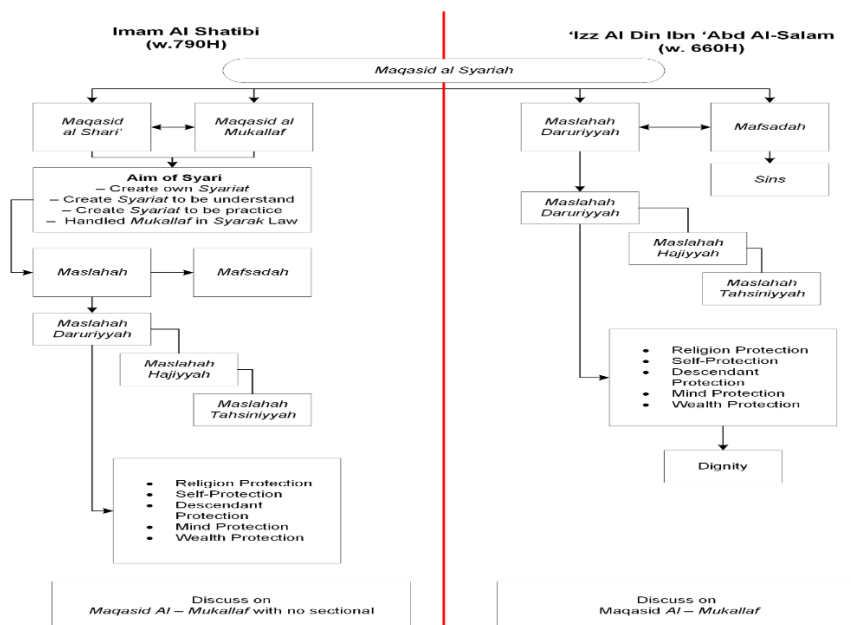 Imam Al Shatibi
(w.790H)
‘Izz Al Din Ibn ‘Abd Al-Salam
(w. 660H)
Maqasid al Syariah
Maqasid
al Shari’
Maqasid al
Mukallaf
Aim of Syari
– Create own Syariat
– Create Syariat to be understand
– Create Syariat to be practice
– Handled Mukallaf in Syarak Law
Maslahah
Mafsadah
Maslahah
Daruriyyah
Maslahah
Hajiyyah
Maslahah
Tahsiniyyah
• Religion Protection
• Self-Protection
• Descendant
Protection
• Mind Protection
• Wealth Protection
Discuss on
Maqasid Al – Mukallaf with no sectional
Maslahah
Daruriyyah
Mafsadah
Sins
Maslahah
Daruriyyah
Maslahah
Hajiyyah
Maslahah
Tahsiniyyah
• Religion Protection
• Self-Protection
• Descendant
Protection
• Mind Protection
• Wealth Protection
Dignity
Discuss on
Maqasid Al – Mukallaf